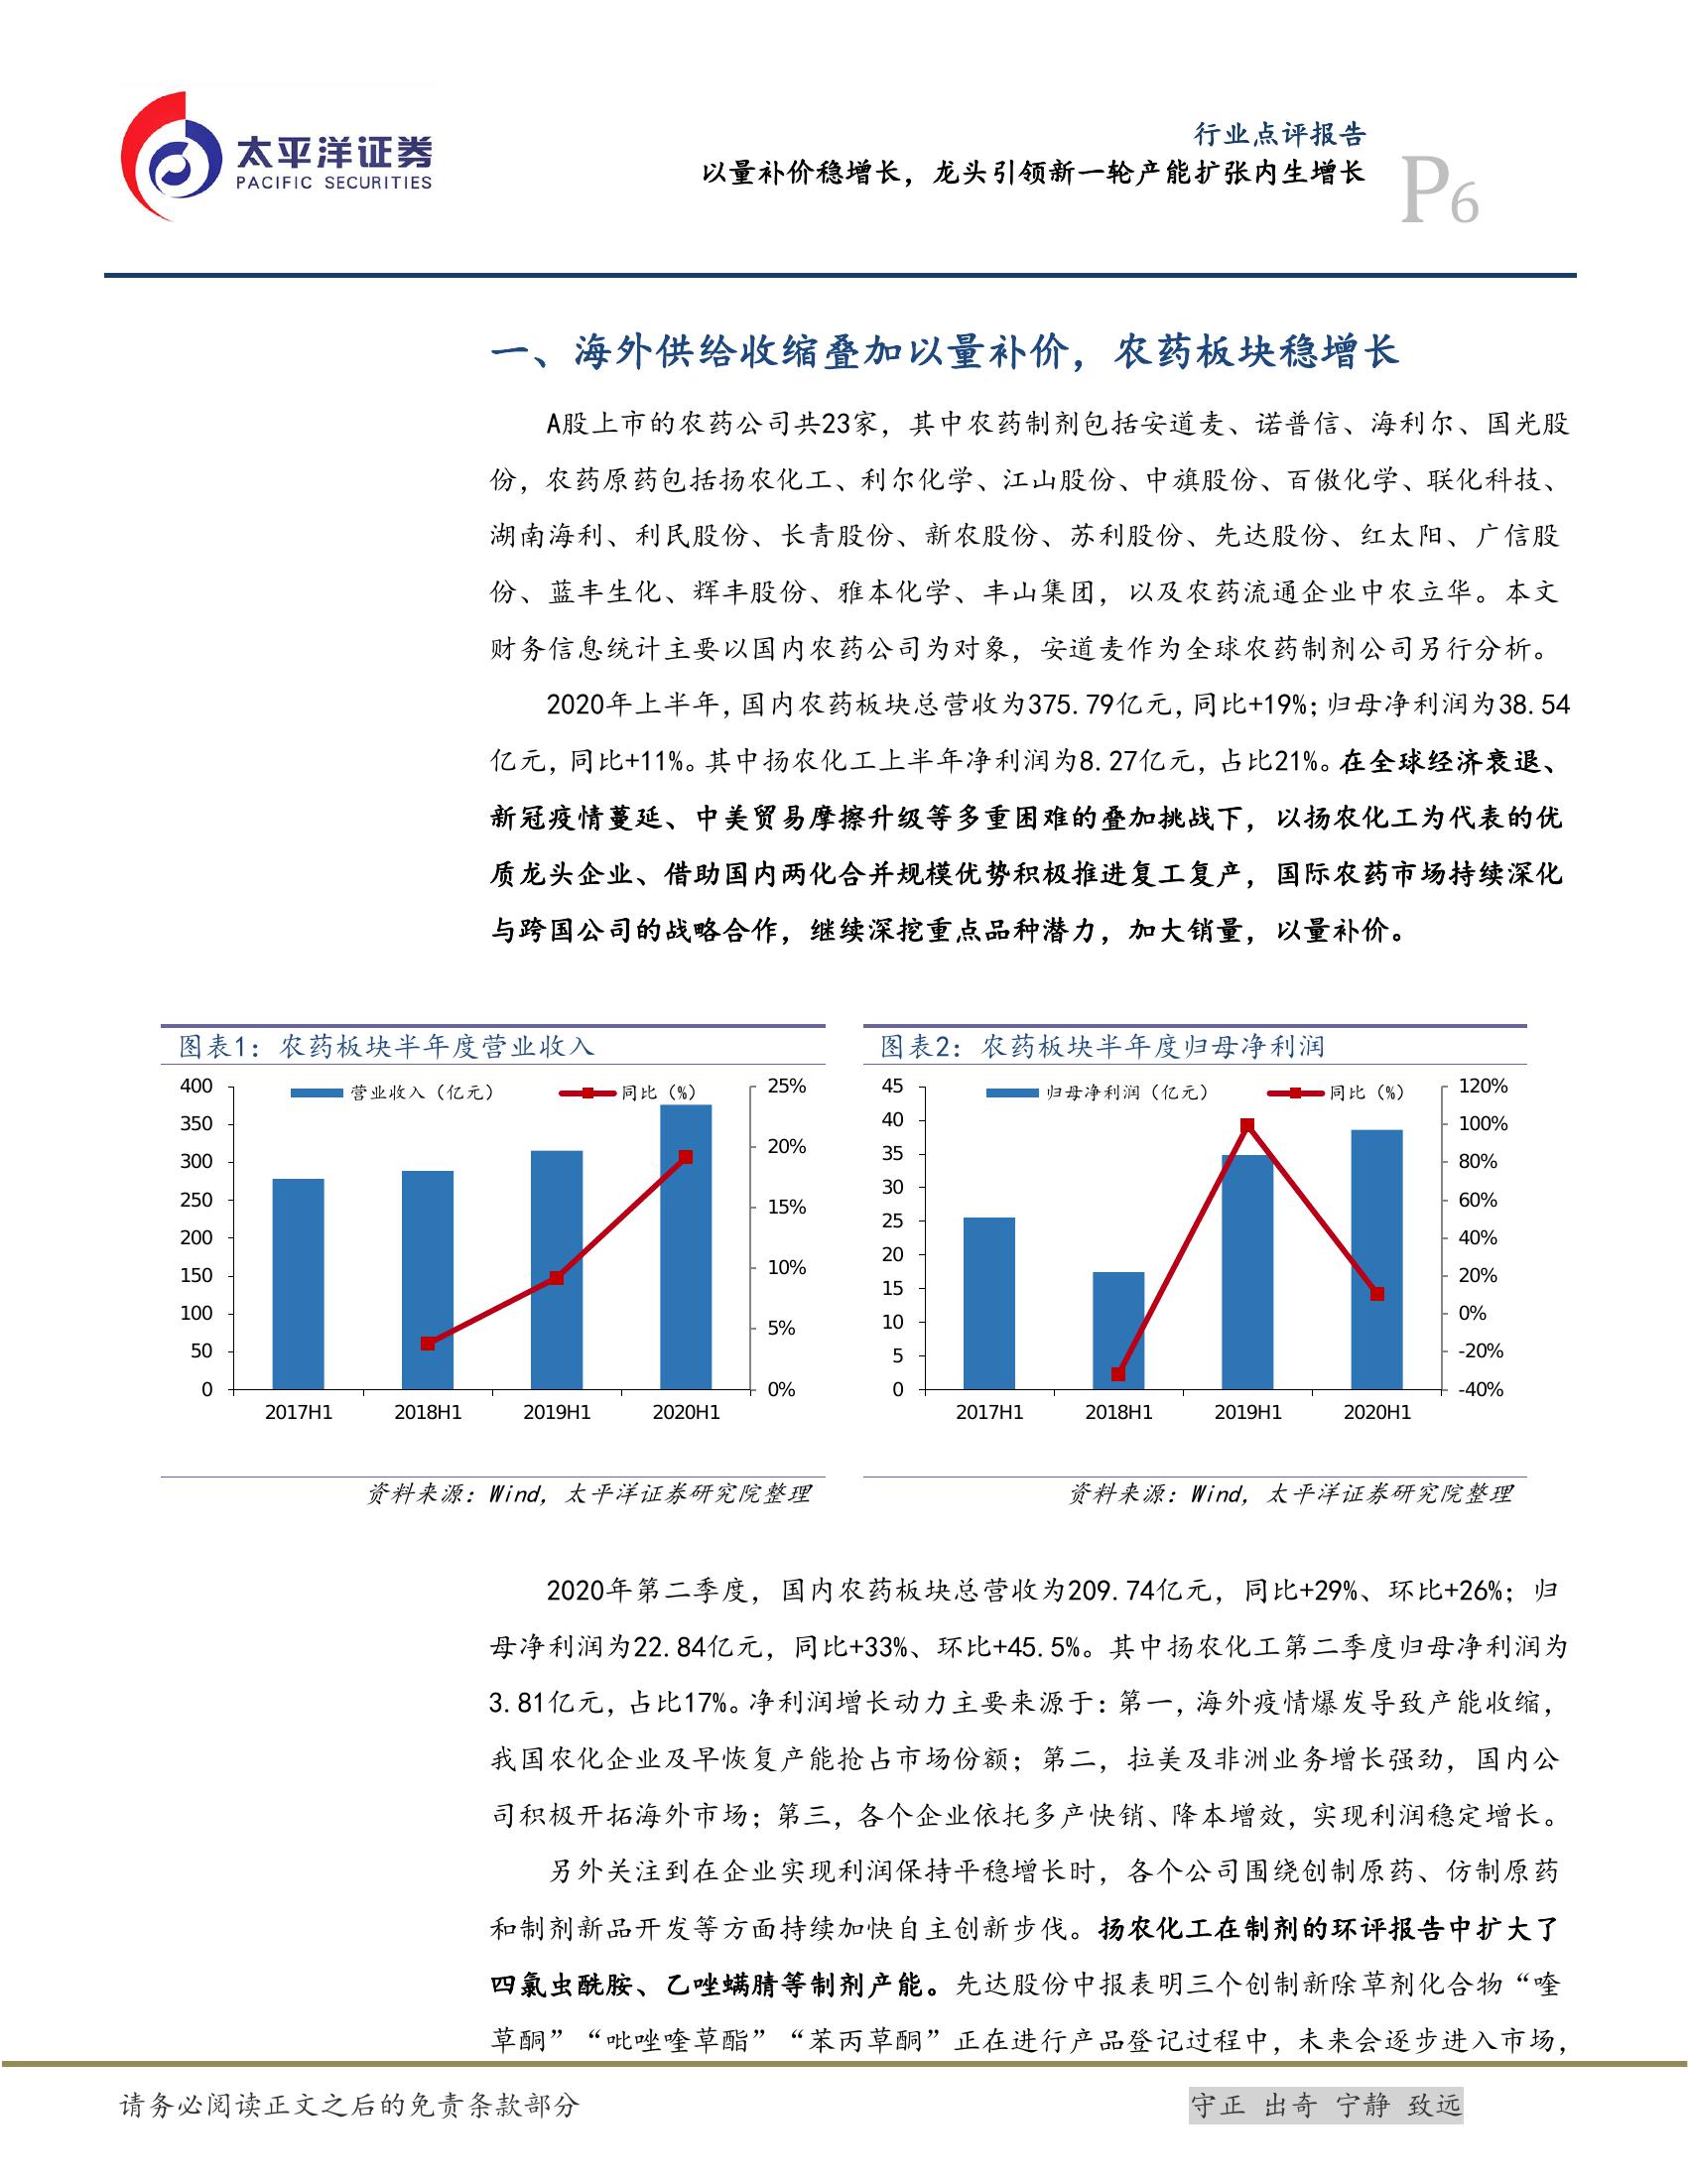 太平洋证券
PACIFIC SECURITIES
行业点评报告
以量补价稳增长，龙头引领新一轮产能扩张内生增长
P6
一、海外供给收缩叠加以量补价，农药板块稳增长
A股上市的农药公司共23家，其中农药制剂包括安道麦、诺普信、海利尔、国光股
份，农药原药包括扬农化工、利尔化学、江山股份、中旗股份、百傲化学、联化科技、
湖南海利、利民股份、长青股份、新农股份、苏利股份、先达股份、红太阳、广信股
份、蓝丰生化、辉丰股份、雅本化学、丰山集团，以及农药流通企业中农立华。本文
财务信息统计主要以国内农药公司为对象，安道麦作为全球农药制剂公司另行分析。
2020年上半年，国内农药板块总营收为375.79亿元，同比+19%；归母净利润为38.54
亿元，同比+11%。其中扬农化工上半年净利润为8.27亿元，占比21%。在全球经济衰退、
新冠疫情蔓延、中美贸易摩擦升级等多重困难的叠加挑战下，以扬农化工为代表的优
质龙头企业、借助国内两化合并规模优势积极推进复工复产，国际农药市场持续深化
与跨国公司的战略合作，继续深挖重点品种潜力，加大销量，以量补价。
图表1：农药板块半年度营业收入
营业收入（亿元）
同比（%）
400
350
300
250
200
150
100
50
0
25%
20%
15%
10%
5%
0%
2017H1 2018H1 2019H1 2020H1
资料来源：Wind，太平洋证券研究院整理
图表2：农药板块半年度归母净利润
归母净利润（亿元）
同比（%）
45
40
35
30
25
20
15
10
5
0
120%
100%
80%
60%
40%
20%
0%
-20%
-40%
2017H1 2018H1 2019H1 2020H1
资料来源：Wind，太平洋证券研究院整理
2020年第二季度，国内农药板块总营收为209.74亿元，同比+29%、环比+26%；归
母净利润为22.84亿元，同比+33%、环比+45.5%。其中扬农化工第二季度归母净利润为
3.81亿元，占比17%。净利润增长动力主要来源于：第一，海外疫情爆发导致产能收缩，
我国农化企业及早恢复产能抢占市场份额；第二，拉美及非洲业务增长强劲，国内公
司积极开拓海外市场；第三，各个企业依托多产快销、降本增效，实现利润稳定增长。
另外关注到在企业实现利润保持平稳增长时，各个公司围绕创制原药、仿制原药
和制剂新品开发等方面持续加快自主创新步伐。扬农化工在制剂的环评报告中扩大了
四氯虫酰胺、乙唑螨腈等制剂产能。先达股份中报表明三个创制新除草剂化合物“喹
草酮”“吡唑喹草酯”“苯丙草酮”正在进行产品登记过程中，未来会逐步进入市场，
请务必阅读正文之后的免责条款部分
守正 出奇 宁静 致远